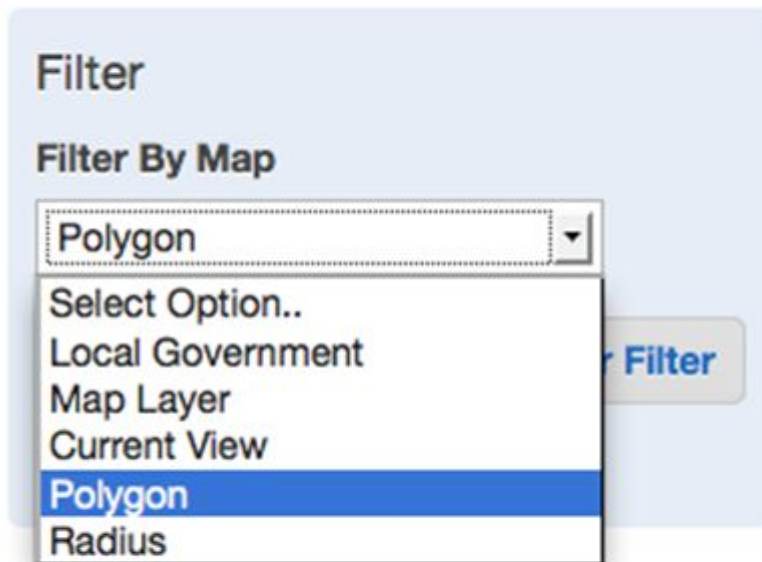 Filter
Filter By Map
Polygon
Select Option..
Local Government
Map Layer
Current View
Polygon
Radius
Filter